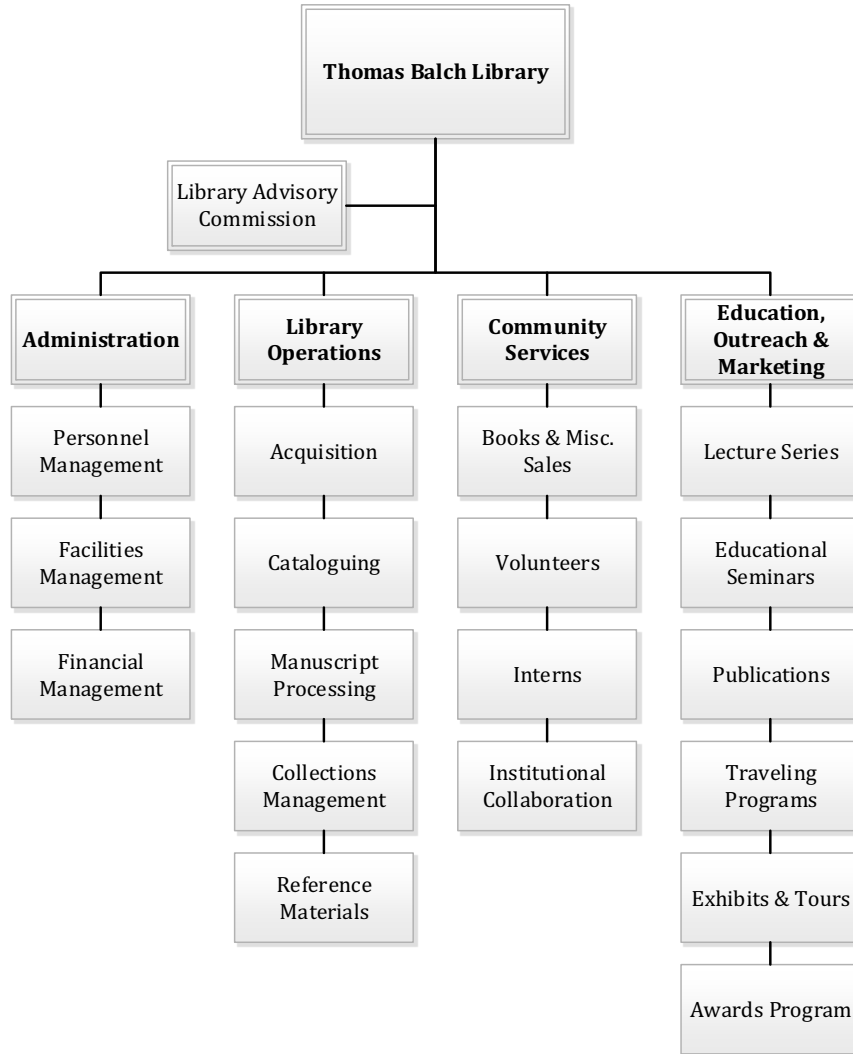 Thomas Balch Library
Library Advisory
Commission
Administration
Personnel
Management
Facilities
Management
Financial
Management
Library
Operations
Acquisition
Cataloguing
Manuscript
Processing
Collections
Management
Reference
Materials
Community
Services
Books & Misc.
Sales
Volunteers
Interns
Institutional
Collaboration
Education,
Outreach &
Marketing
Lecture Series
Educational
Seminars
Publications
Traveling
Programs
Exhibits & Tours
Awards Program